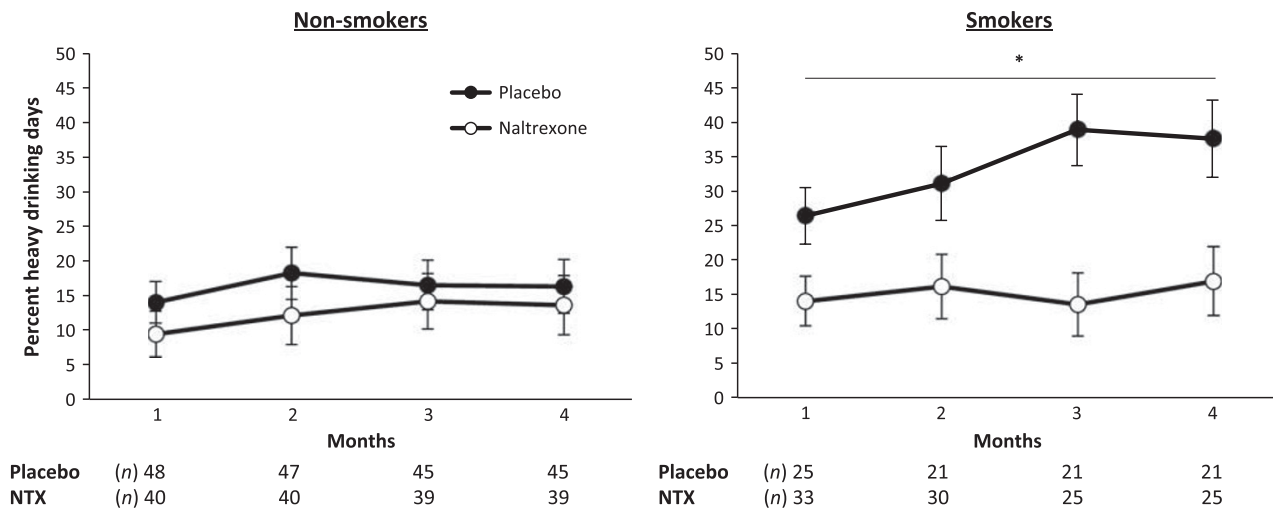 Non-smokers
Percent heavy drinking days
50
45
40
35
30
25
20
15
10
5
0
Placebo
Naltrexone
1 2 3 4
Months
Placebo (n) 48 47 45 45
NTX (n) 40 40 39 39
Smokers
50
45
40
35
30
25
20
15
10
5
0
*
1 2 3 4
Months
Placebo (n) 25 21 21 21
NTX (n) 33 30 25 25